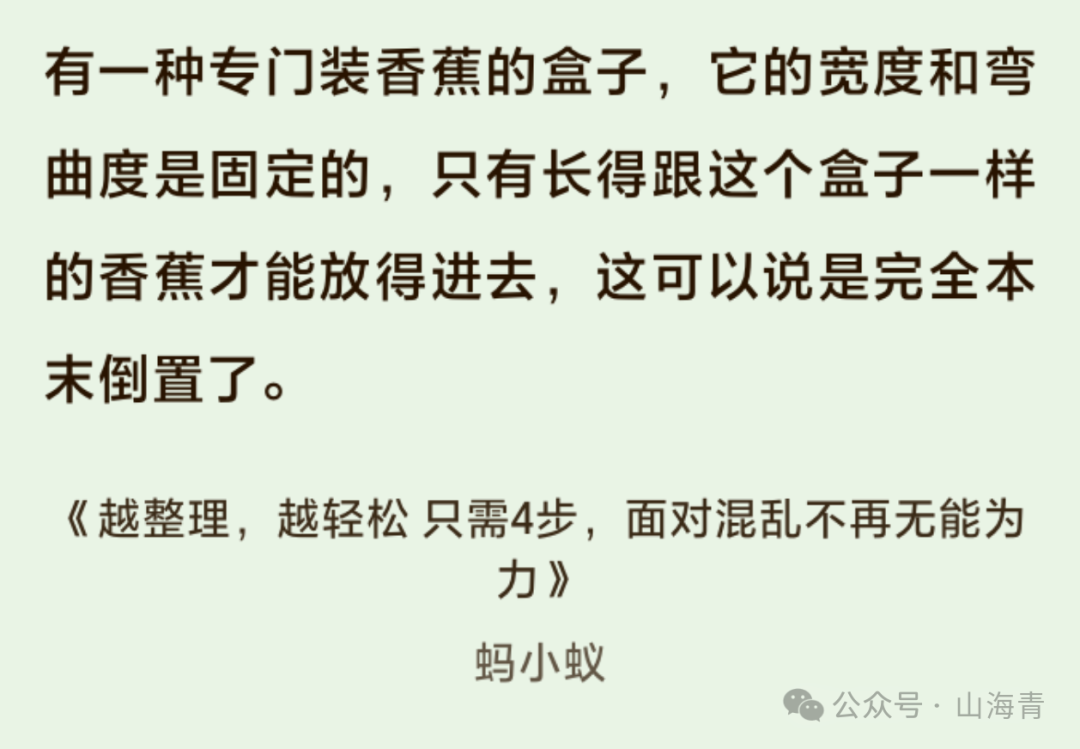 有一种专门装香蕉的盒子，它的宽度和弯
曲度是固定的，只有长得跟这个盒子一样
的香蕉才能放得进去，这可以说是完全本
末倒置了。
《越整理，越轻松 只需4步，面对混乱不再无能为
力》
蚂小蚁
公众号 · 山海青